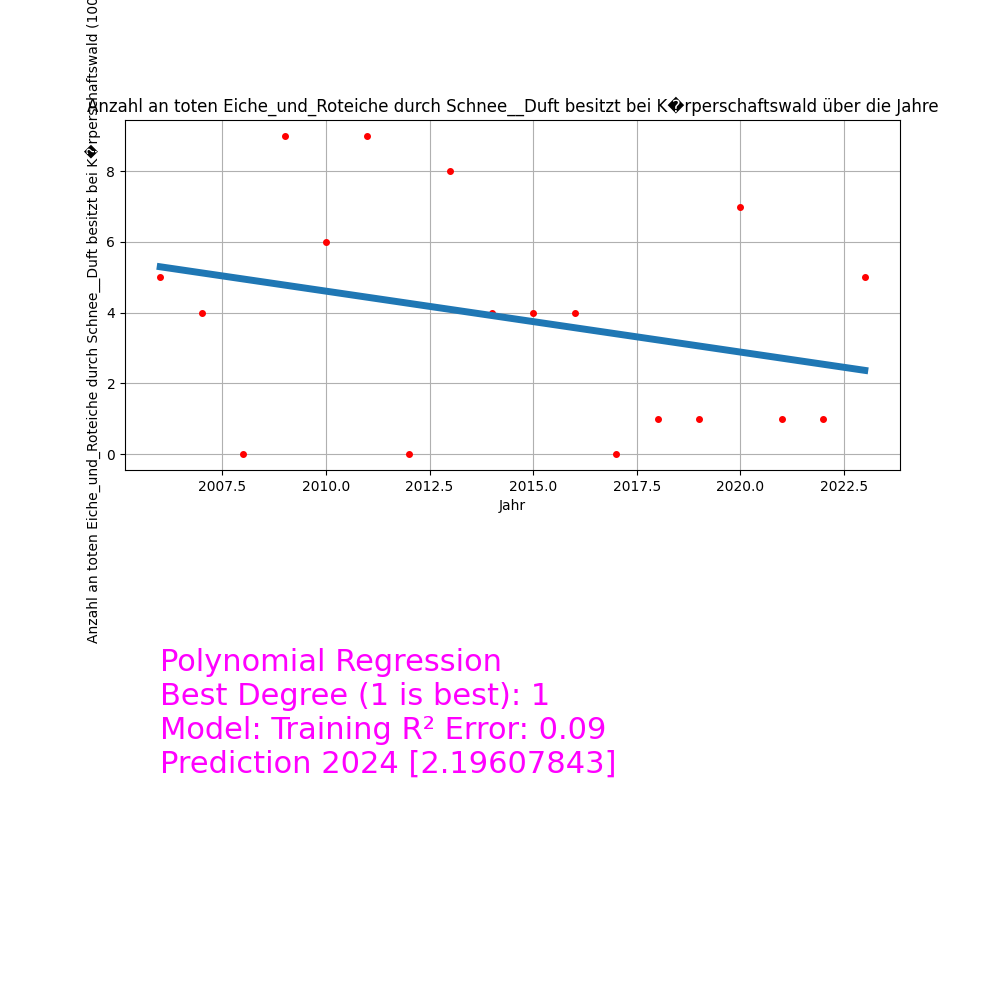 Anzahl an toten Eiche_und_Roteiche durch Schnee__Duft besitzt bei K�rperschaftswald über die Jahre
Anzahl an toten Eiche_und_Roteiche durch Schnee__Duft besitzt bei K�rperschaftswald (100
8
6
4
2
0
2007.5 2010.0 2012.5 2015.0 2017.5 2020.0 2022.5
Jahr
Polynomial Regression
Best Degree (1 is best): 1
Model: Training R² Error: 0.09
Prediction 2024 [2.19607843]